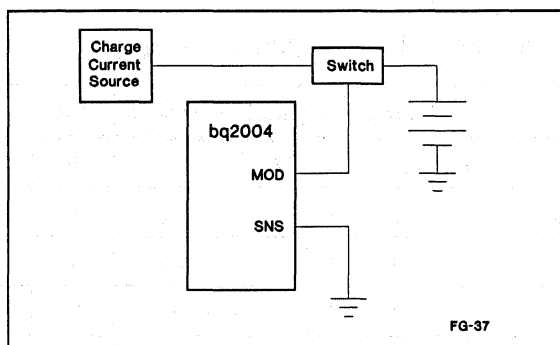 Charge
Current
Source
Switch
bq2004
MOD
SNS
FG-37